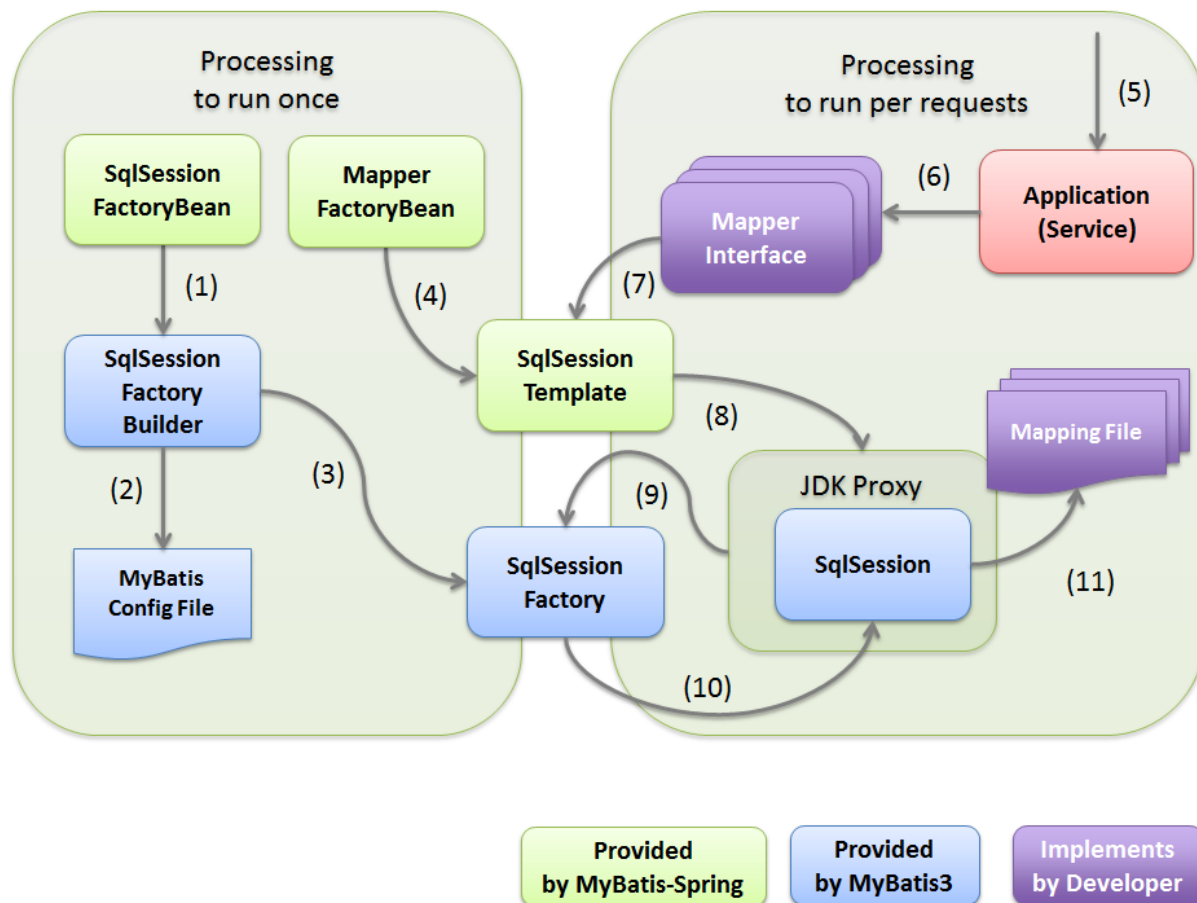 Processing
to run once
Processing
to run per requests
(5)
SqlSession
FactoryBean
Mapper
FactoryBean
(6)
Application
(Service)
Mapper
Interface
(1)
(4)
(7)
SqlSession
Factory
Builder
SqlSession
Template
(8)
Mapping File
(2)
(3)
(9)
JDK Proxy
SqlSession
MyBatis
Config File
SqlSession
Factory
(11)
(10)
Provided
by MyBatis-Spring
Provided
by MyBatis3
Implements
by Developer